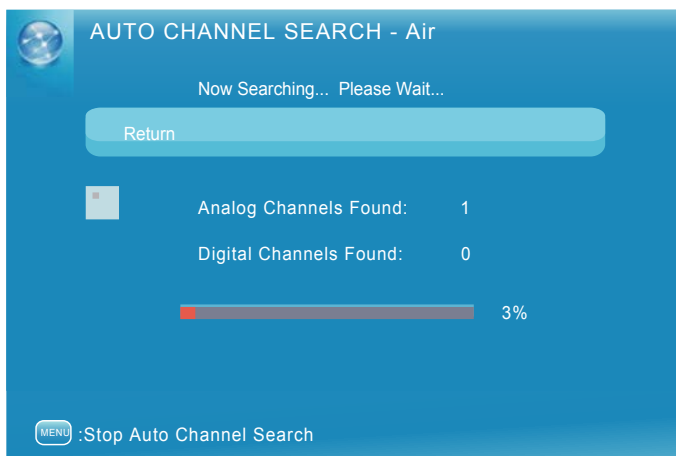 AUTO CHANNEL SEARCH - Air
Now Searching... Please Wait...
Return
Analog Channels Found: 1
Digital Channels Found: 0
3%
MENU :Stop Auto Channel Search